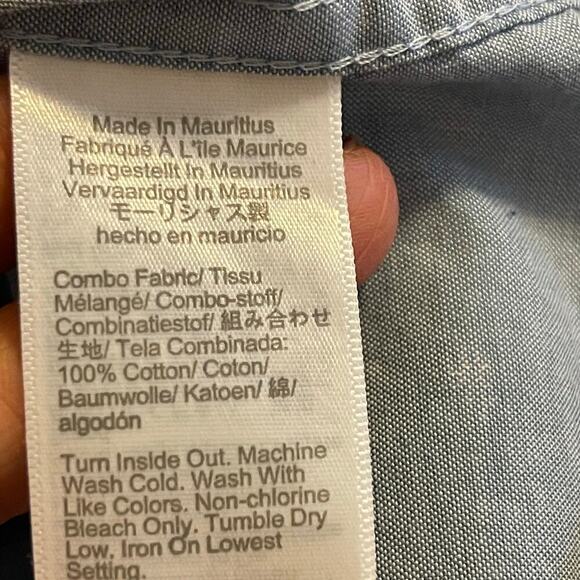 Made In Mauritius
Fabriqué À L'île Maurice
Hergestellt In Mauritius
Vervaardigd In Mauritius
モーリシャス製
hecho en mauricio
Combo Fabric/ Tissu
Mélangé/ Combo-stoff/
Combinatiestof/ 組み合わせ
生地/ Tela Combinada:
100% Cotton/ Coton/
Baumwolle/ Katoen/ 綿/
algodón
Turn Inside Out. Machine
Wash Cold. Wash With
Like Colors. Non-chlorine
Bleach Only. Tumble Dry
Low. Iron On Lowest
Setting.